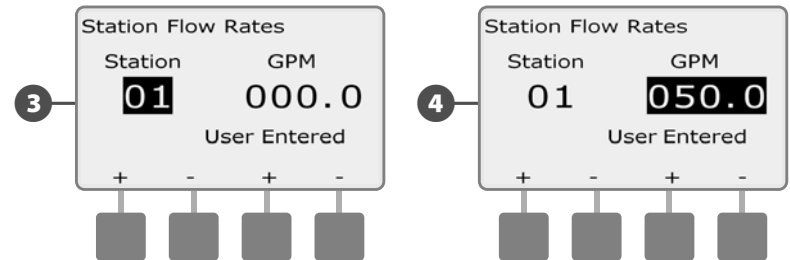 Station Flow Rates
Station GPM
3
01 000.0
User Entered
+ - + -
Station Flow Rates
Station GPM
4
01 050.0
User Entered
+ - + -